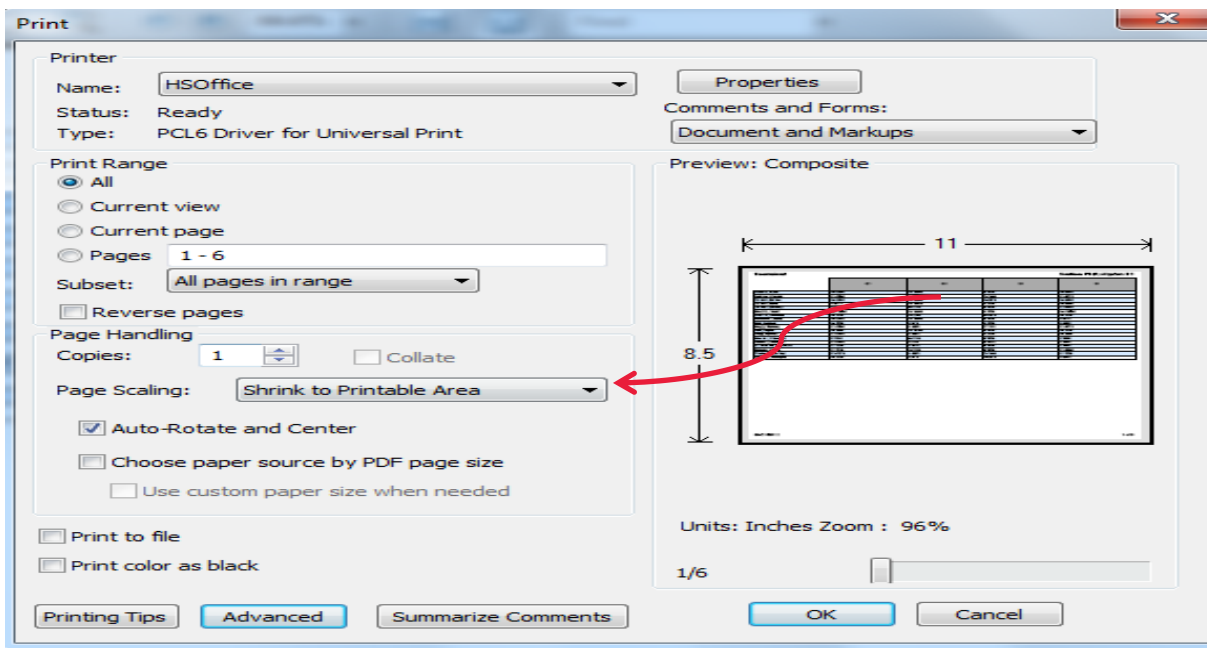 Print
Printer
Name: HSOffice
Properties
Status: Ready
Comments and Forms:
Type: PCL6 Driver for Universal Print
Document and Markups
Print Range
All
Current view
Current page
Pages 1 - 6
Subset: All pages in range
Reverse pages
Page Handling
Copies: 1
Collate
Page Scaling: Shrink to Printable Area
Auto-Rotate and Center
Choose paper source by PDF page size
Use custom paper size when needed
Print to file
Print color as black
Preview: Composite
11
8.5
Units: Inches Zoom : 96%
1/6
Printing Tips
Advanced
Summarize Comments
OK
Cancel